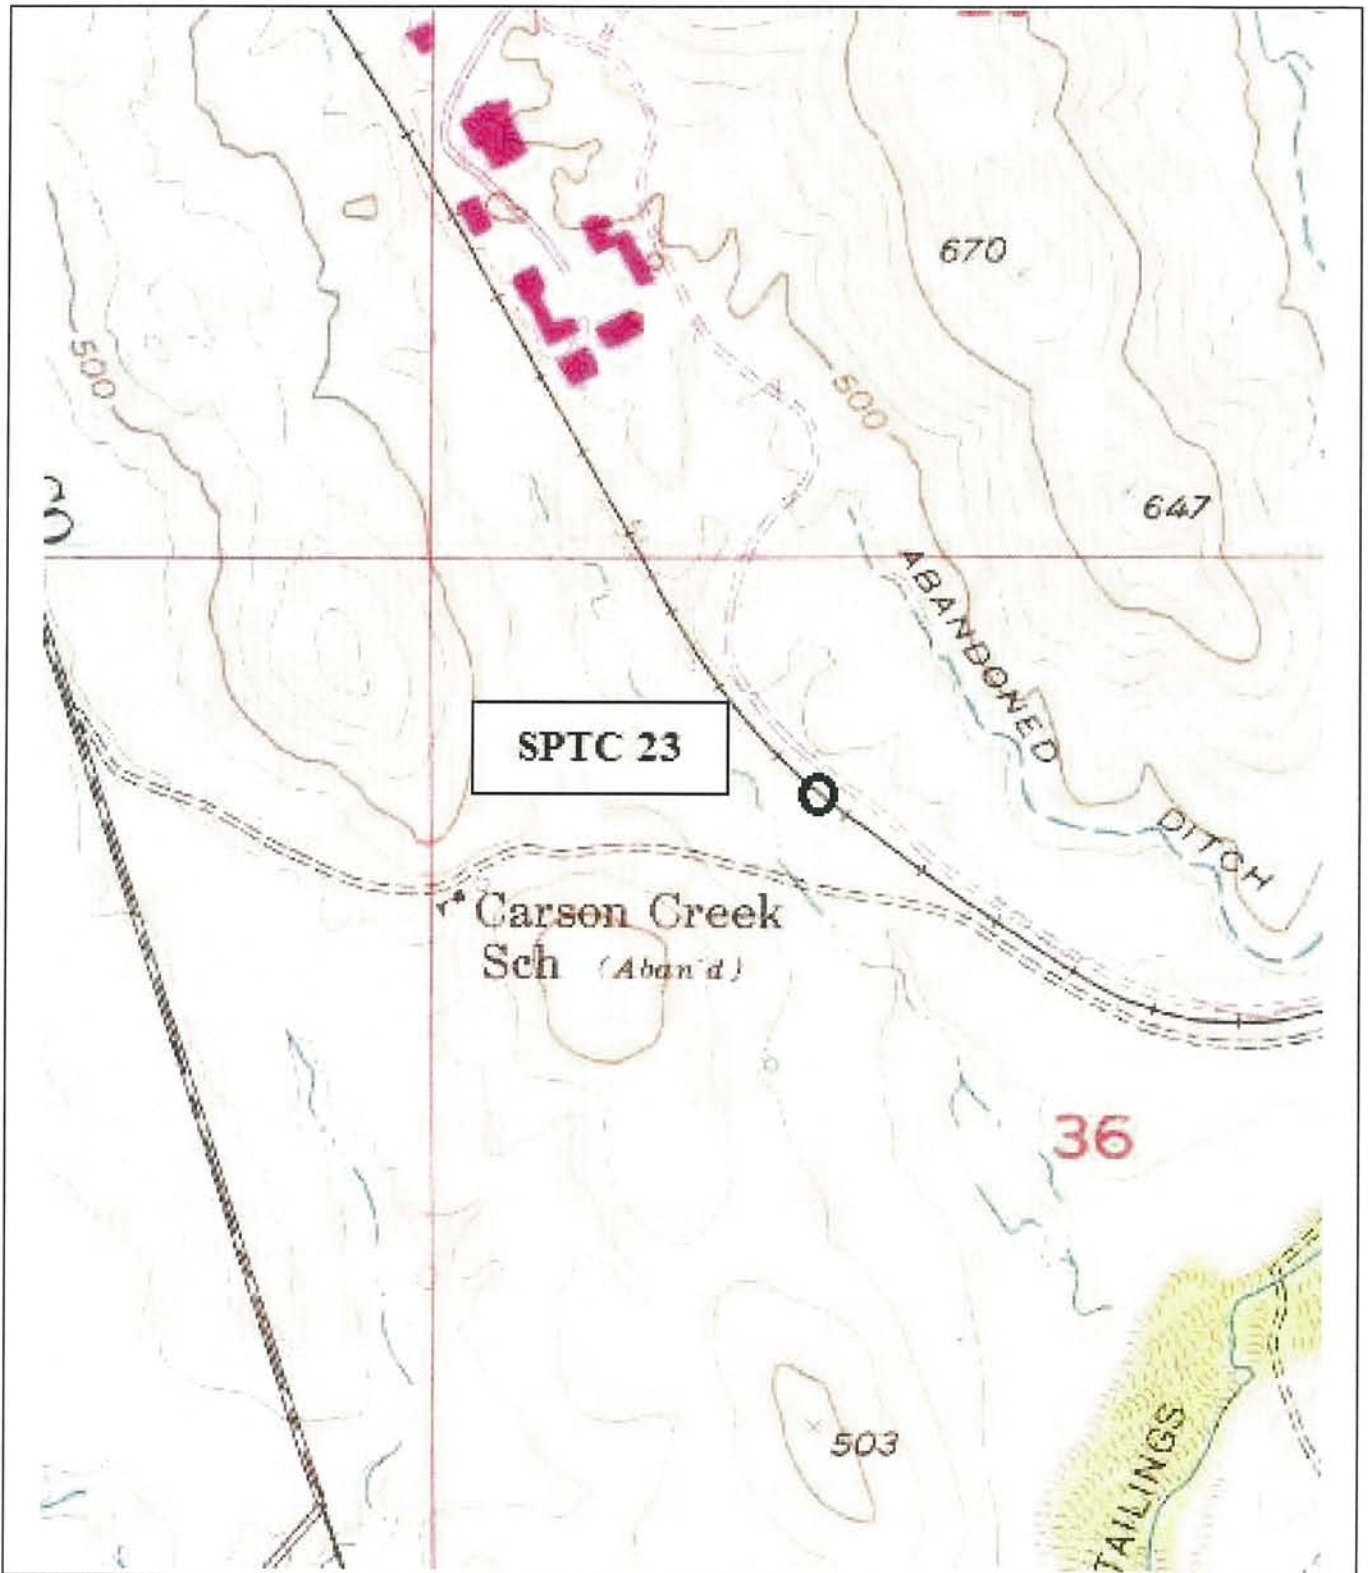 670
500
500
647
ABANDONED
SPTC 23
DITCH
Carson Creek
Sch (Aban'd)
36
503
TAILINGS